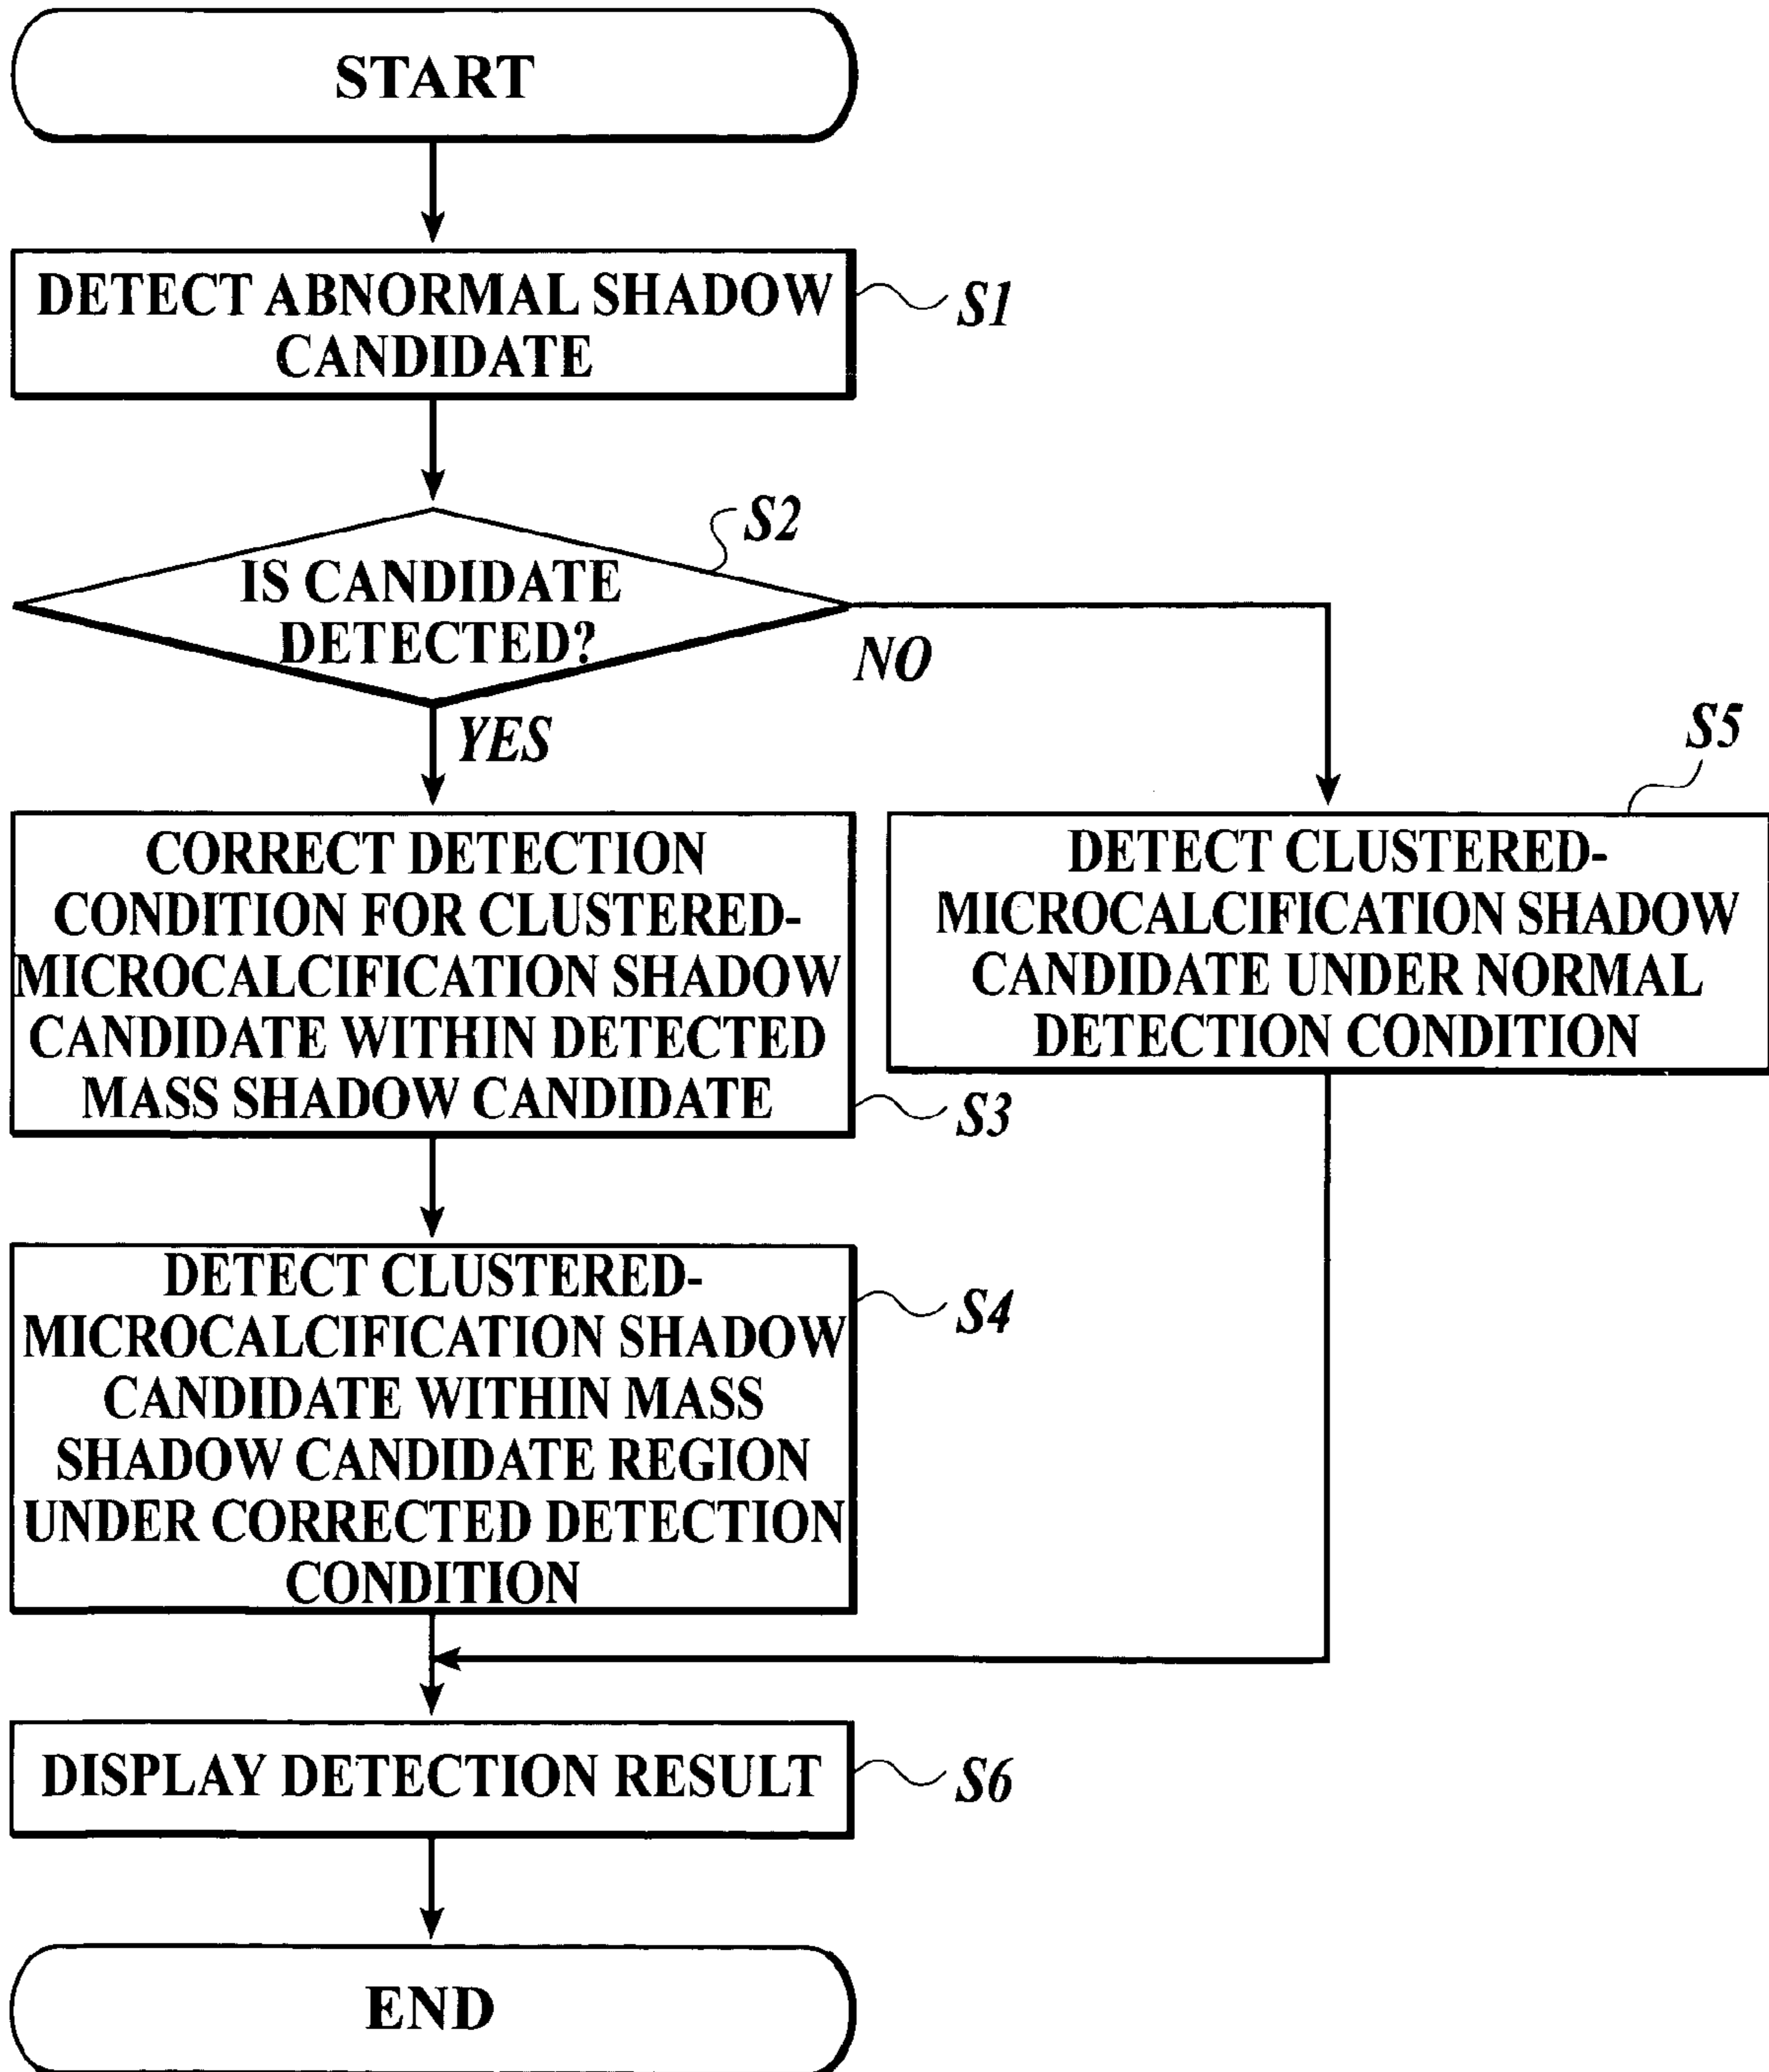 START
DETECT ABNORMAL SHADOW
CANDIDATE
S1
S2
IS CANDIDATE
DETECTED?
NO
YES
CORRECT DETECTION
CONDITION FOR CLUSTERED-
MICROCALCIFICATION SHADOW
CANDIDATE WITHIN DETECTED
MASS SHADOW CANDIDATE
S3
S5
DETECT CLUSTERED-
MICROCALCIFICATION SHADOW
CANDIDATE UNDER NORMAL
DETECTION CONDITION
DETECT CLUSTERED-
MICROCALCIFICATION SHADOW
CANDIDATE WITHIN MASS
SHADOW CANDIDATE REGION
UNDER CORRECTED DETECTION
CONDITION
S4
DISPLAY DETECTION RESULT
S6
END